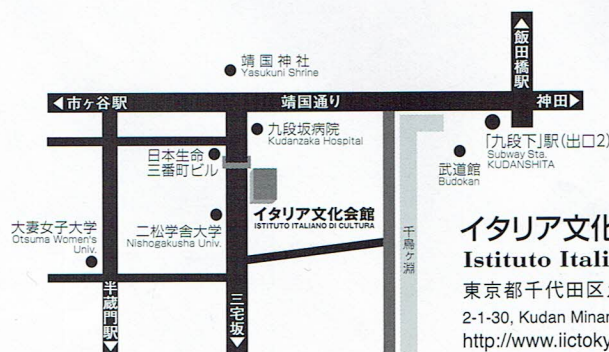 ▲飯田橋駅
靖国神社
Yasukuni Shrine
◀市ヶ谷駅
靖国通り
神田▶
九段坂病院
Kudanzaka Hospital
「九段下」駅(出口2)
Subway Sta.
KUDANSHITA
武道館
Budokan
日本生命
三番町ビル
イタリア文化会館
ISTITUTO ITALIANO DI CULTURA
二松学舎大学
Nishogakusha Univ.
大妻女子大学
Otsuma Women's
Univ.
千鳥ヶ淵
半蔵門駅▼
三宅坂▼
イタリア文化
Istituto Itali
東京都千代田区
2-1-30, Kudan Minar
http://www.iictoky